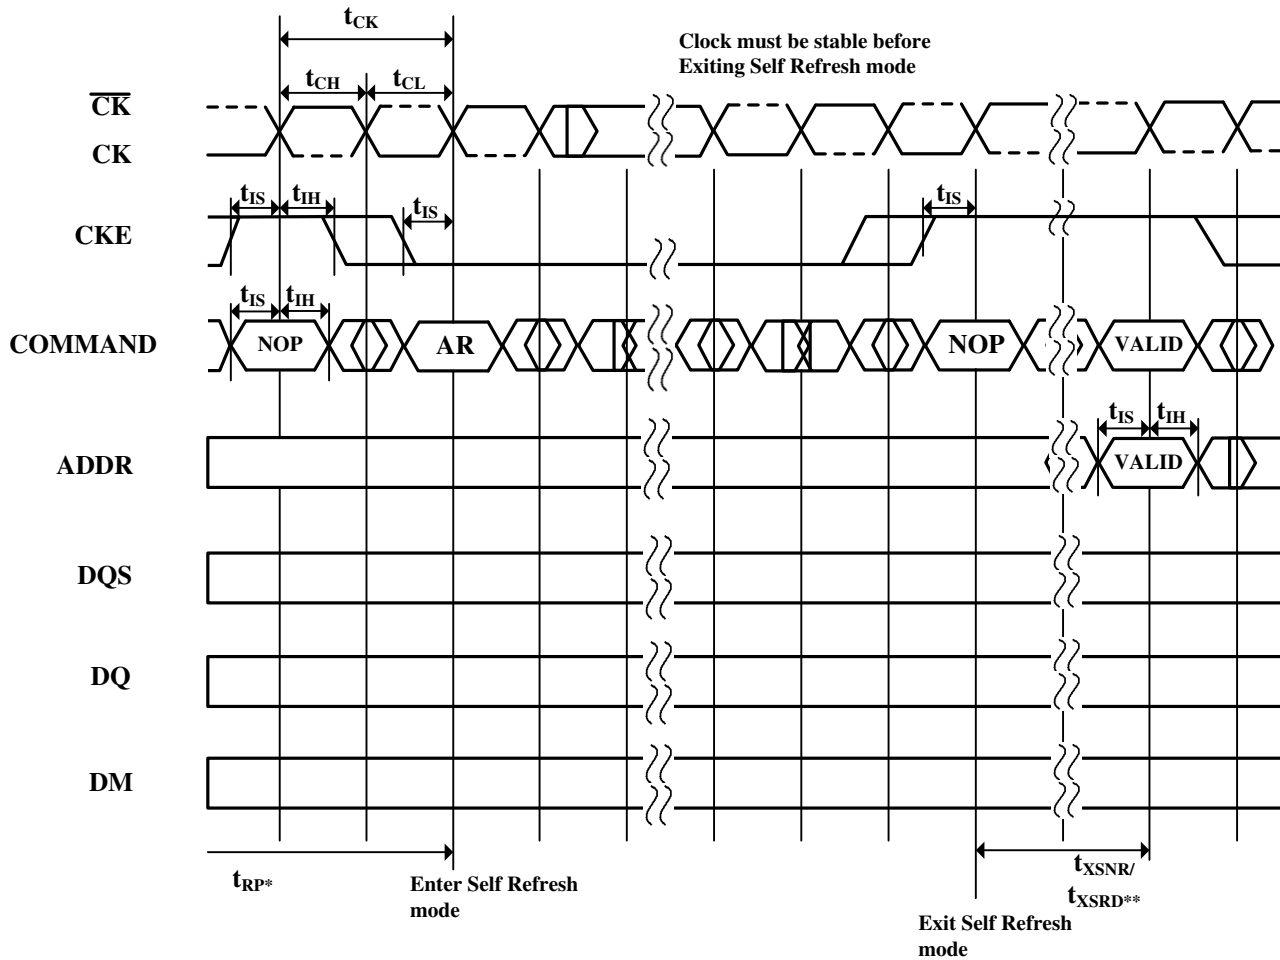 tCK
Clock must be stable before
Exiting Self Refresh mode
tCH tCL
CK
CK
tIS tIH tIS tIS
CKE
tIS tIH
COMMAND NOP AR NOP VALID
tIS tIH
ADDR VALID
DQS
DQ
DM
tRP*
Enter Self Refresh
mode
tXSNR/
tXSRD**
Exit Self Refresh
mode